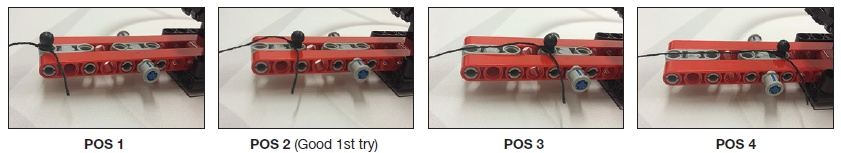 POS 1
POS 2 (Good 1st try)
POS 3
POS 4